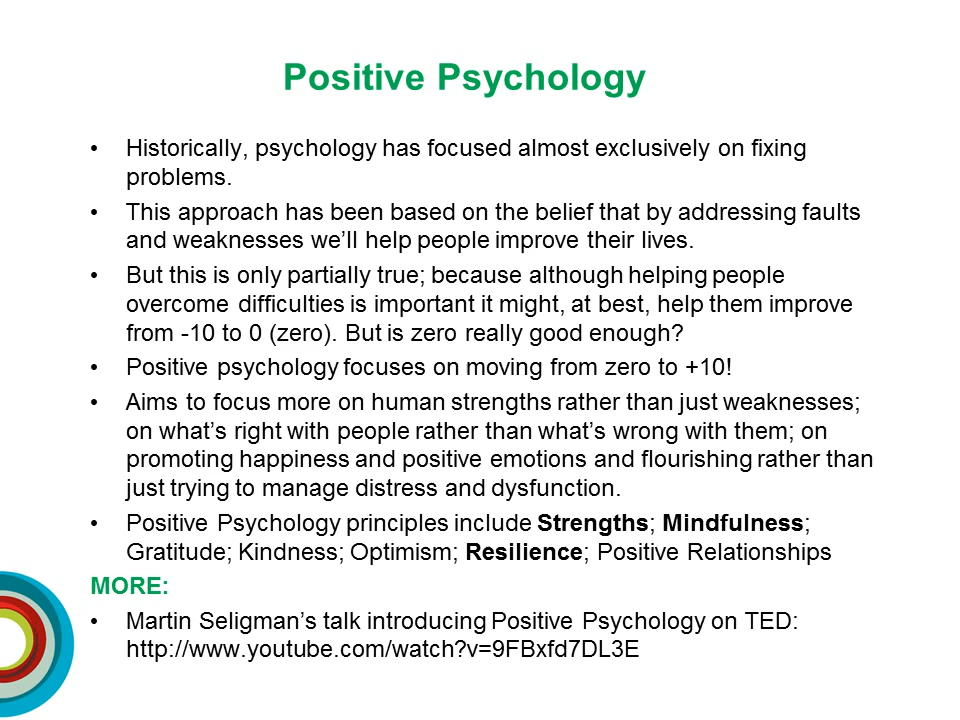 Positive Psychology
• Historically, psychology has focused almost exclusively on fixing
problems.
• This approach has been based on the belief that by addressing faults
and weaknesses we’ll help people improve their lives.
• But this is only partially true; because although helping people
overcome difficulties is important it might, at best, help them improve
from -10 to 0 (zero). But is zero really good enough?
• Positive psychology focuses on moving from zero to +10!
• Aims to focus more on human strengths rather than just weaknesses;
on what’s right with people rather than what’s wrong with them; on
promoting happiness and positive emotions and flourishing rather than
just trying to manage distress and dysfunction.
• Positive Psychology principles include Strengths; Mindfulness;
Gratitude; Kindness; Optimism; Resilience; Positive Relationships
MORE:
• Martin Seligman’s talk introducing Positive Psychology on TED:
http://www.youtube.com/watch?v=9FBxfd7DL3E